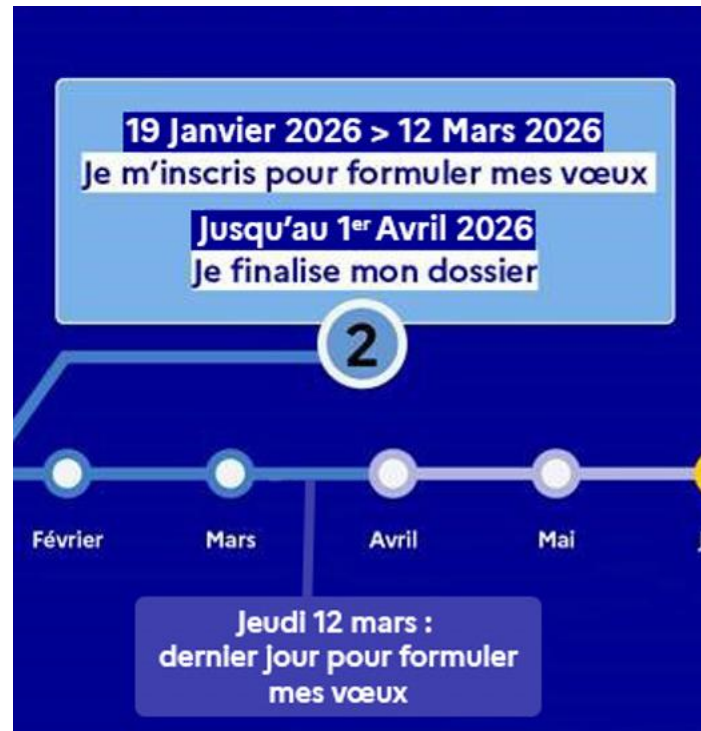 19 Janvier 2026 > 12 Mars 2026
Je m'inscris pour formuler mes vœux
Jusqu'au 1er Avril 2026
Je finalise mon dossier
2
Février Mars Avril Mai
Jeudi 12 mars :
dernier jour pour formuler
mes vœux